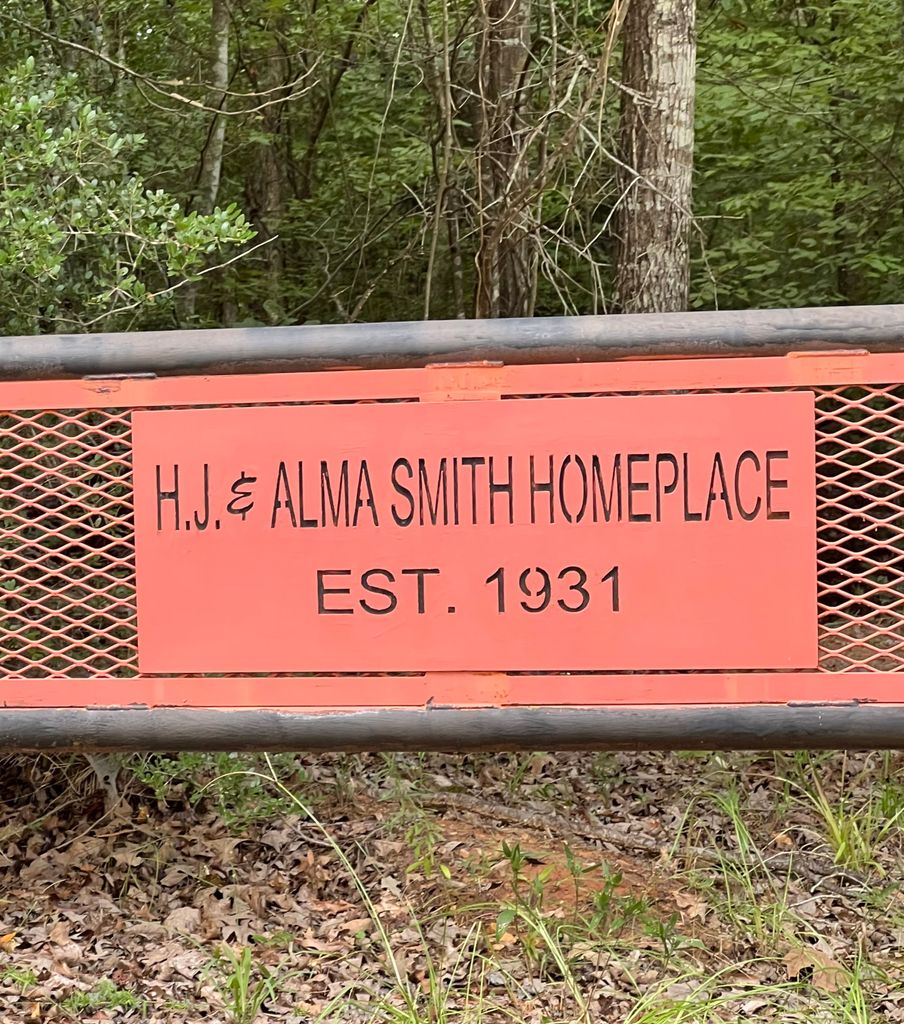 H.J. & ALMA SMITH HOMEPLACE
EST. 1931